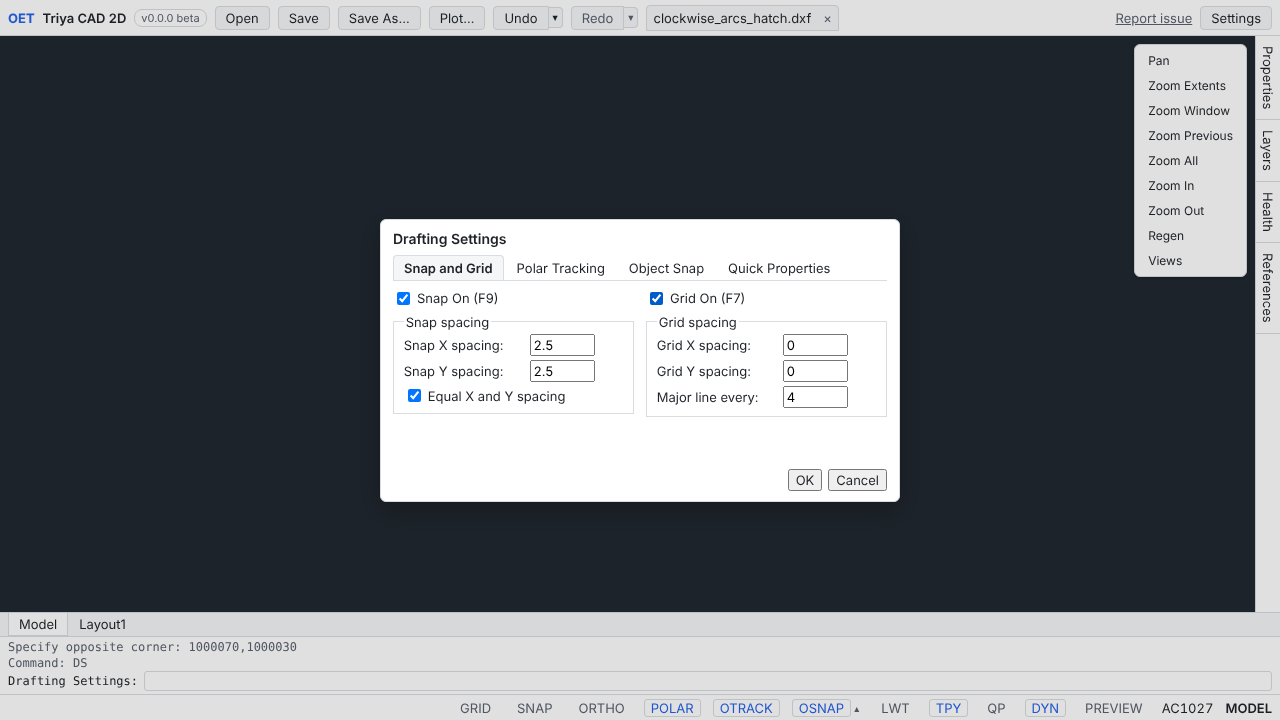 OET Triya CAD 2D v0.0.0 beta Open Save Save As... Plot... Undo ▾ Redo ▾ clockwise_arcs_hatch.dxf × Report issue Settings
Pan
Zoom Extents
Zoom Window
Zoom Previous
Zoom All
Zoom In
Zoom Out
Regen
Views
Properties
Layers
Health
References
Drafting Settings
Snap and Grid Polar Tracking Object Snap Quick Properties
Snap On (F9)
Snap spacing
Snap X spacing: 2.5
Snap Y spacing: 2.5
Equal X and Y spacing
Grid On (F7)
Grid spacing
Grid X spacing: 0
Grid Y spacing: 0
Major line every: 4
OK Cancel
Model Layout1
Specify opposite corner: 1000070,1000030
Command: DS
Drafting Settings:
GRID SNAP ORTHO POLAR OTRACK OSNAP ▴ LWT TPY QP DYN PREVIEW AC1027 MODEL